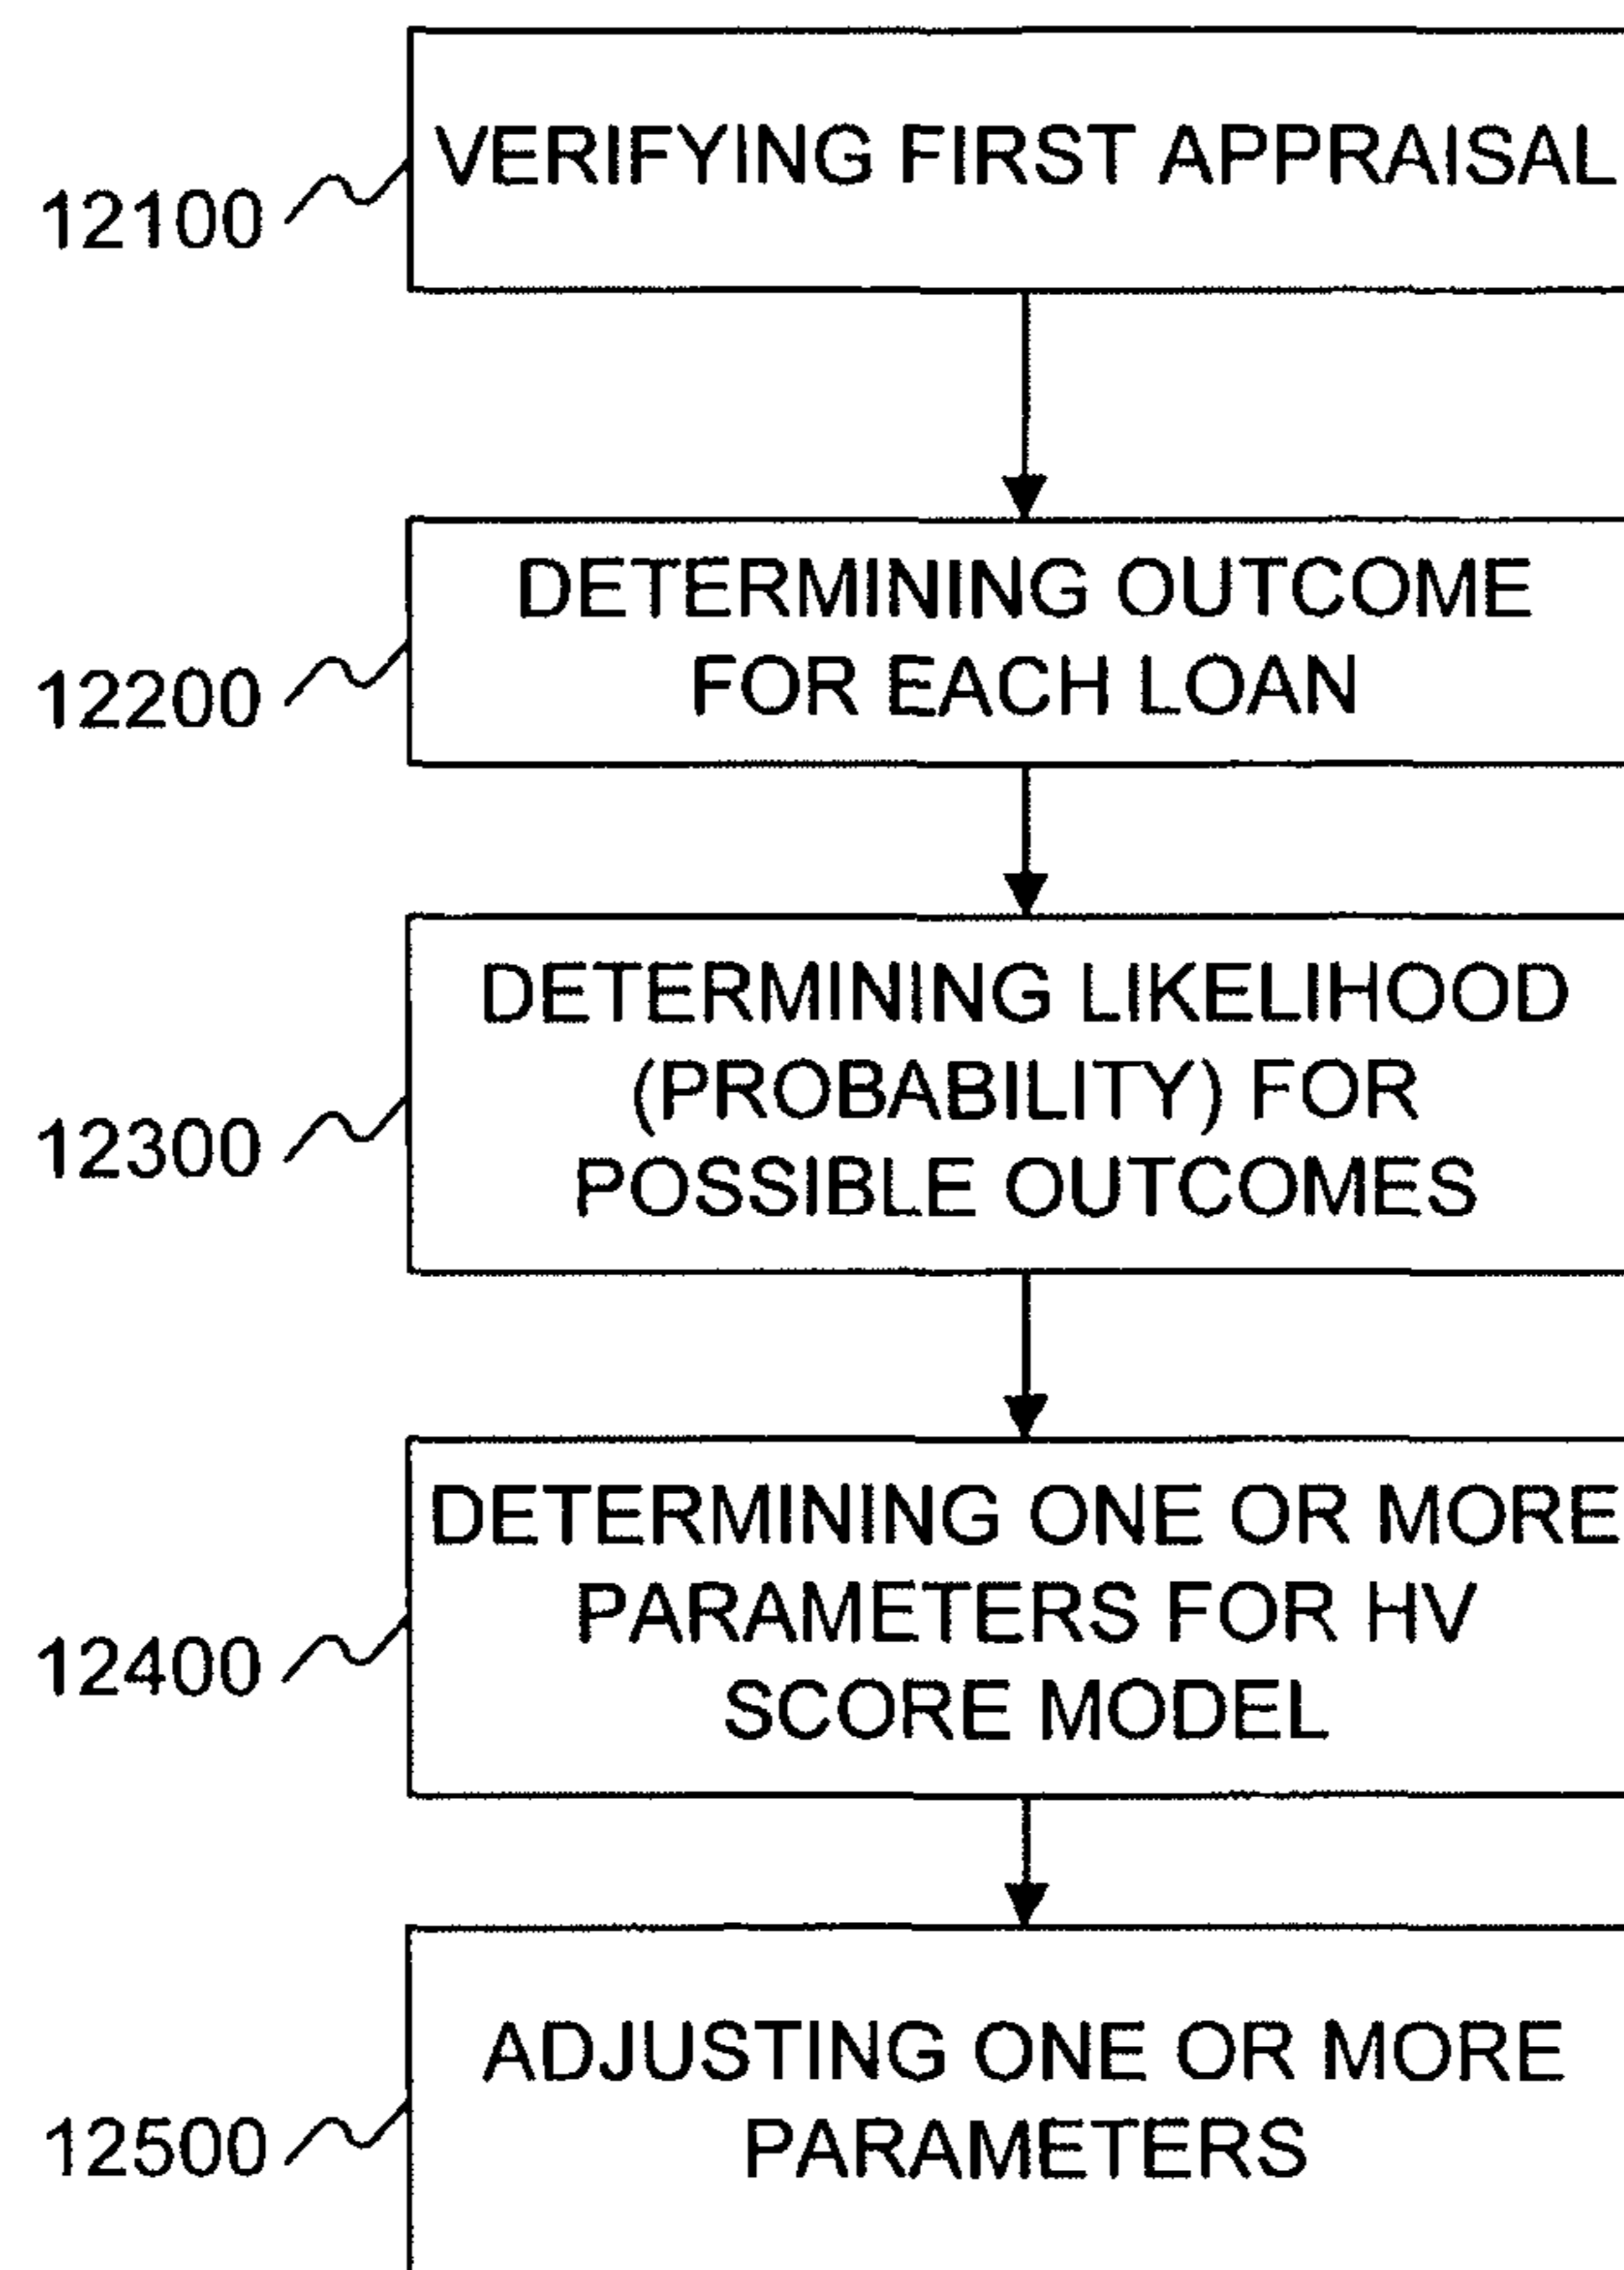 VERIFYING FIRST APPRAISAL
12100
DETERMINING OUTCOME
FOR EACH LOAN
12200
DETERMINING LIKELIHOOD
(PROBABILITY) FOR
POSSIBLE OUTCOMES
12300
DETERMINING ONE OR MORE
PARAMETERS FOR HV
SCORE MODEL
12400
ADJUSTING ONE OR MORE
PARAMETERS
12500